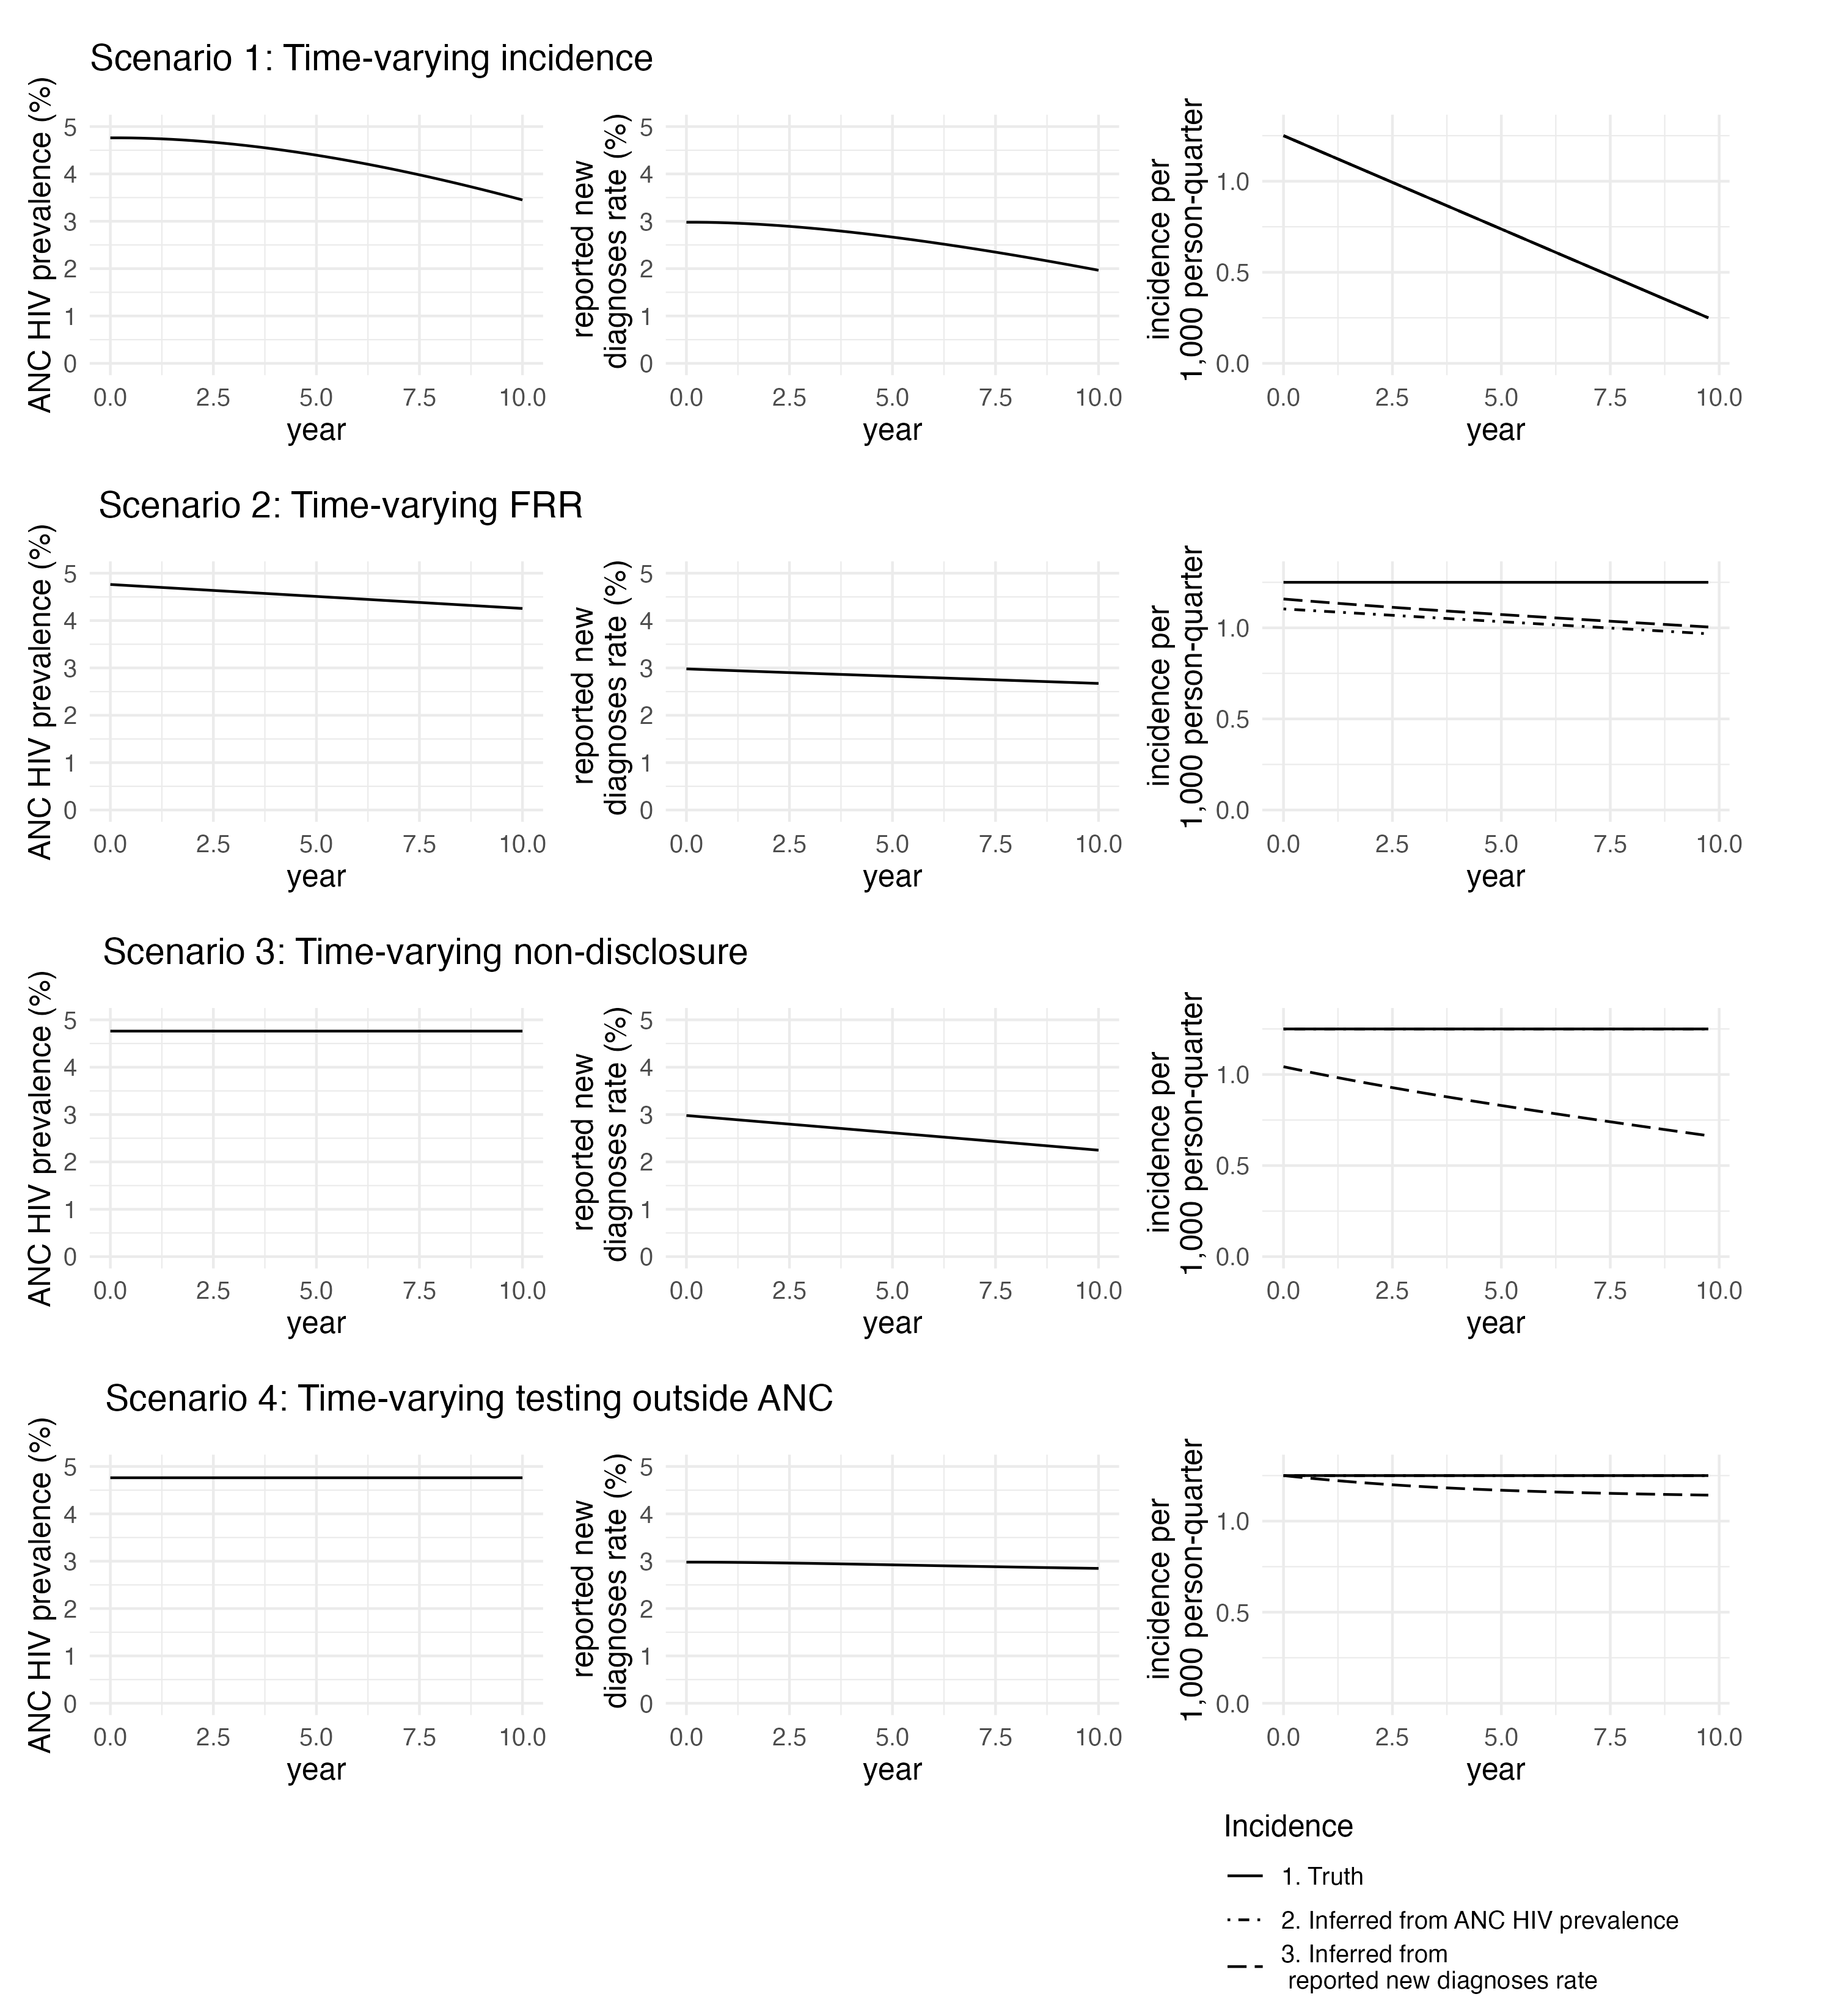 Scenario 1: Time-varying incidence
ANC HIV prevalence (%)
5
4
3
2
1
0
0.0 2.5 5.0 7.5 10.0
year
reported new
diagnoses rate (%)
5
4
3
2
1
0
0.0 2.5 5.0 7.5 10.0
year
incidence per
1,000 person-quarter
1.0
0.5
0.0
0.0 2.5 5.0 7.5 10.0
year
Scenario 2: Time-varying FRR
ANC HIV prevalence (%)
5
4
3
2
1
0
0.0 2.5 5.0 7.5 10.0
year
reported new
diagnoses rate (%)
5
4
3
2
1
0
0.0 2.5 5.0 7.5 10.0
year
incidence per
1,000 person-quarter
1.0
0.5
0.0
0.0 2.5 5.0 7.5 10.0
year
Scenario 3: Time-varying non-disclosure
ANC HIV prevalence (%)
5
4
3
2
1
0
0.0 2.5 5.0 7.5 10.0
year
reported new
diagnoses rate (%)
5
4
3
2
1
0
0.0 2.5 5.0 7.5 10.0
year
incidence per
1,000 person-quarter
1.0
0.5
0.0
0.0 2.5 5.0 7.5 10.0
year
Scenario 4: Time-varying testing outside ANC
ANC HIV prevalence (%)
5
4
3
2
1
0
0.0 2.5 5.0 7.5 10.0
year
reported new
diagnoses rate (%)
5
4
3
2
1
0
0.0 2.5 5.0 7.5 10.0
year
incidence per
1,000 person-quarter
1.0
0.5
0.0
0.0 2.5 5.0 7.5 10.0
year
Incidence
1. Truth
2. Inferred from ANC HIV prevalence
3. Inferred from
reported new diagnoses rate